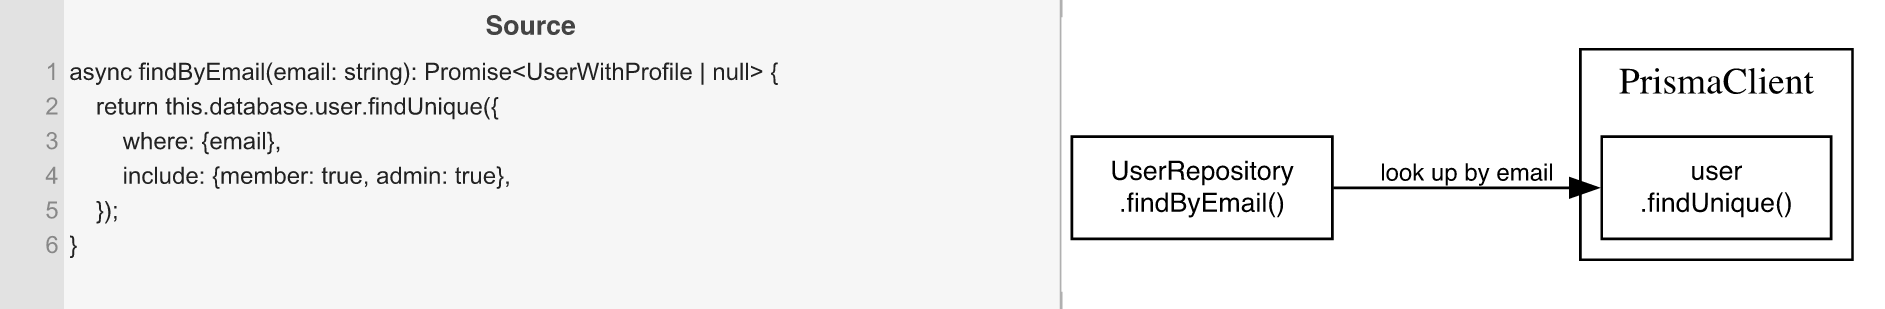 Source
1 async findByEmail(email: string): Promise<UserWithProfile | null> {
2 return this.database.user.findUnique({
3 where: {email},
4 include: {member: true, admin: true},
5 });
6 }
UserRepository
.findByEmail()
look up by email
PrismaClient
user
.findUnique()